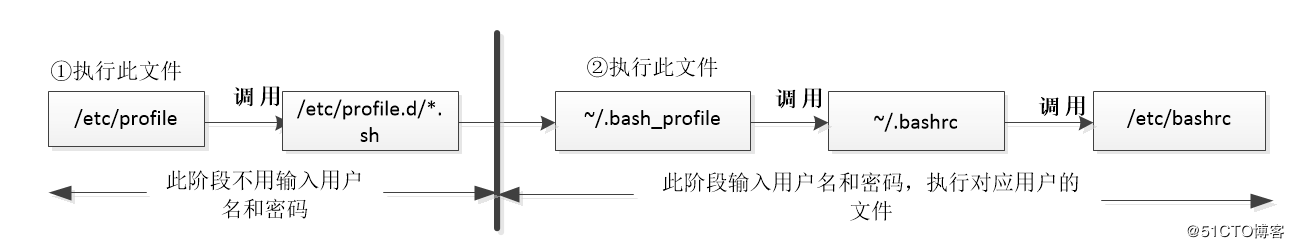 ①执行此文件
/etc/profile
调 用
/etc/profile.d/*.
sh
此阶段不用输入用户
名和密码
②执行此文件
~/.bash_profile
调 用
~/.bashrc
调 用
/etc/bashrc
此阶段输入用户名和密码，执行对应用户的
文件
@51CTO博客